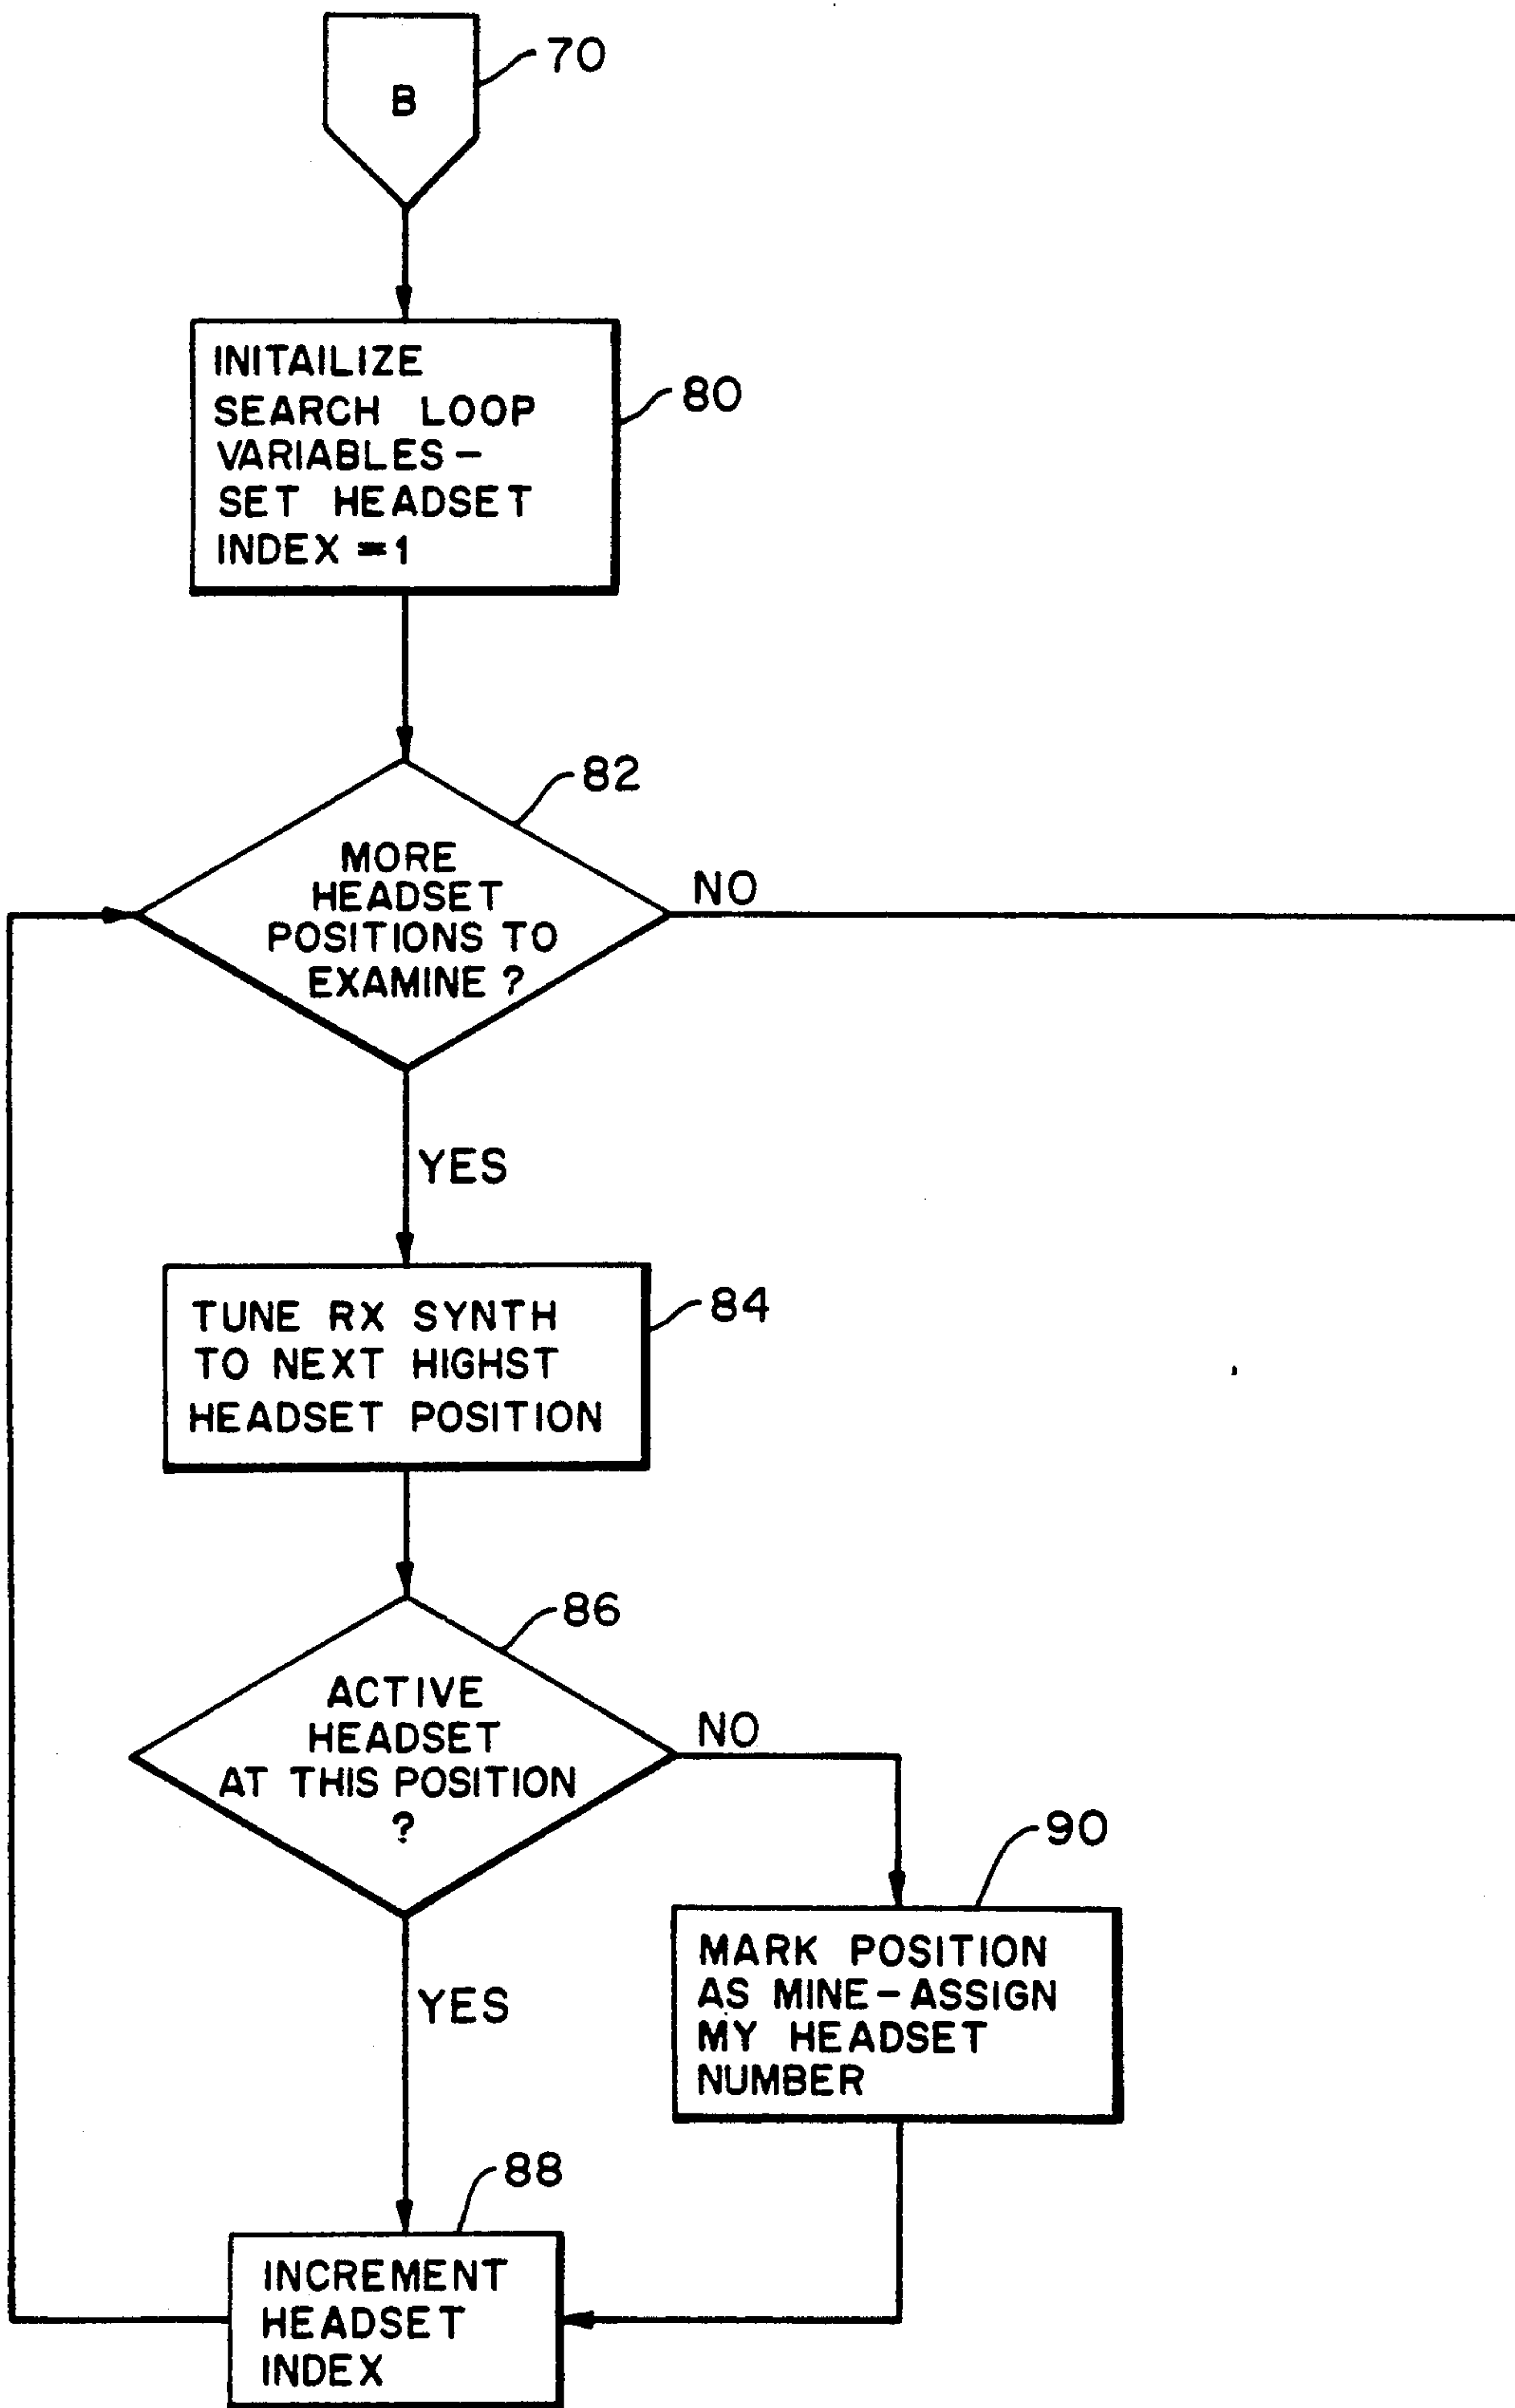 70
B
INITAILIZE
SEARCH LOOP
VARIABLES-
SET HEADSET
INDEX = 1
80
82
MORE
HEADSET
POSITIONS TO
EXAMINE ?
NO
YES
TUNE RX SYNTH
TO NEXT HIGHST
HEADSET POSITION
84
86
ACTIVE
HEADSET
AT THIS POSITION
?
NO
90
YES
MARK POSITION
AS MINE-ASSIGN
MY HEADSET
NUMBER
88
INCREMENT
HEADSET
INDEX